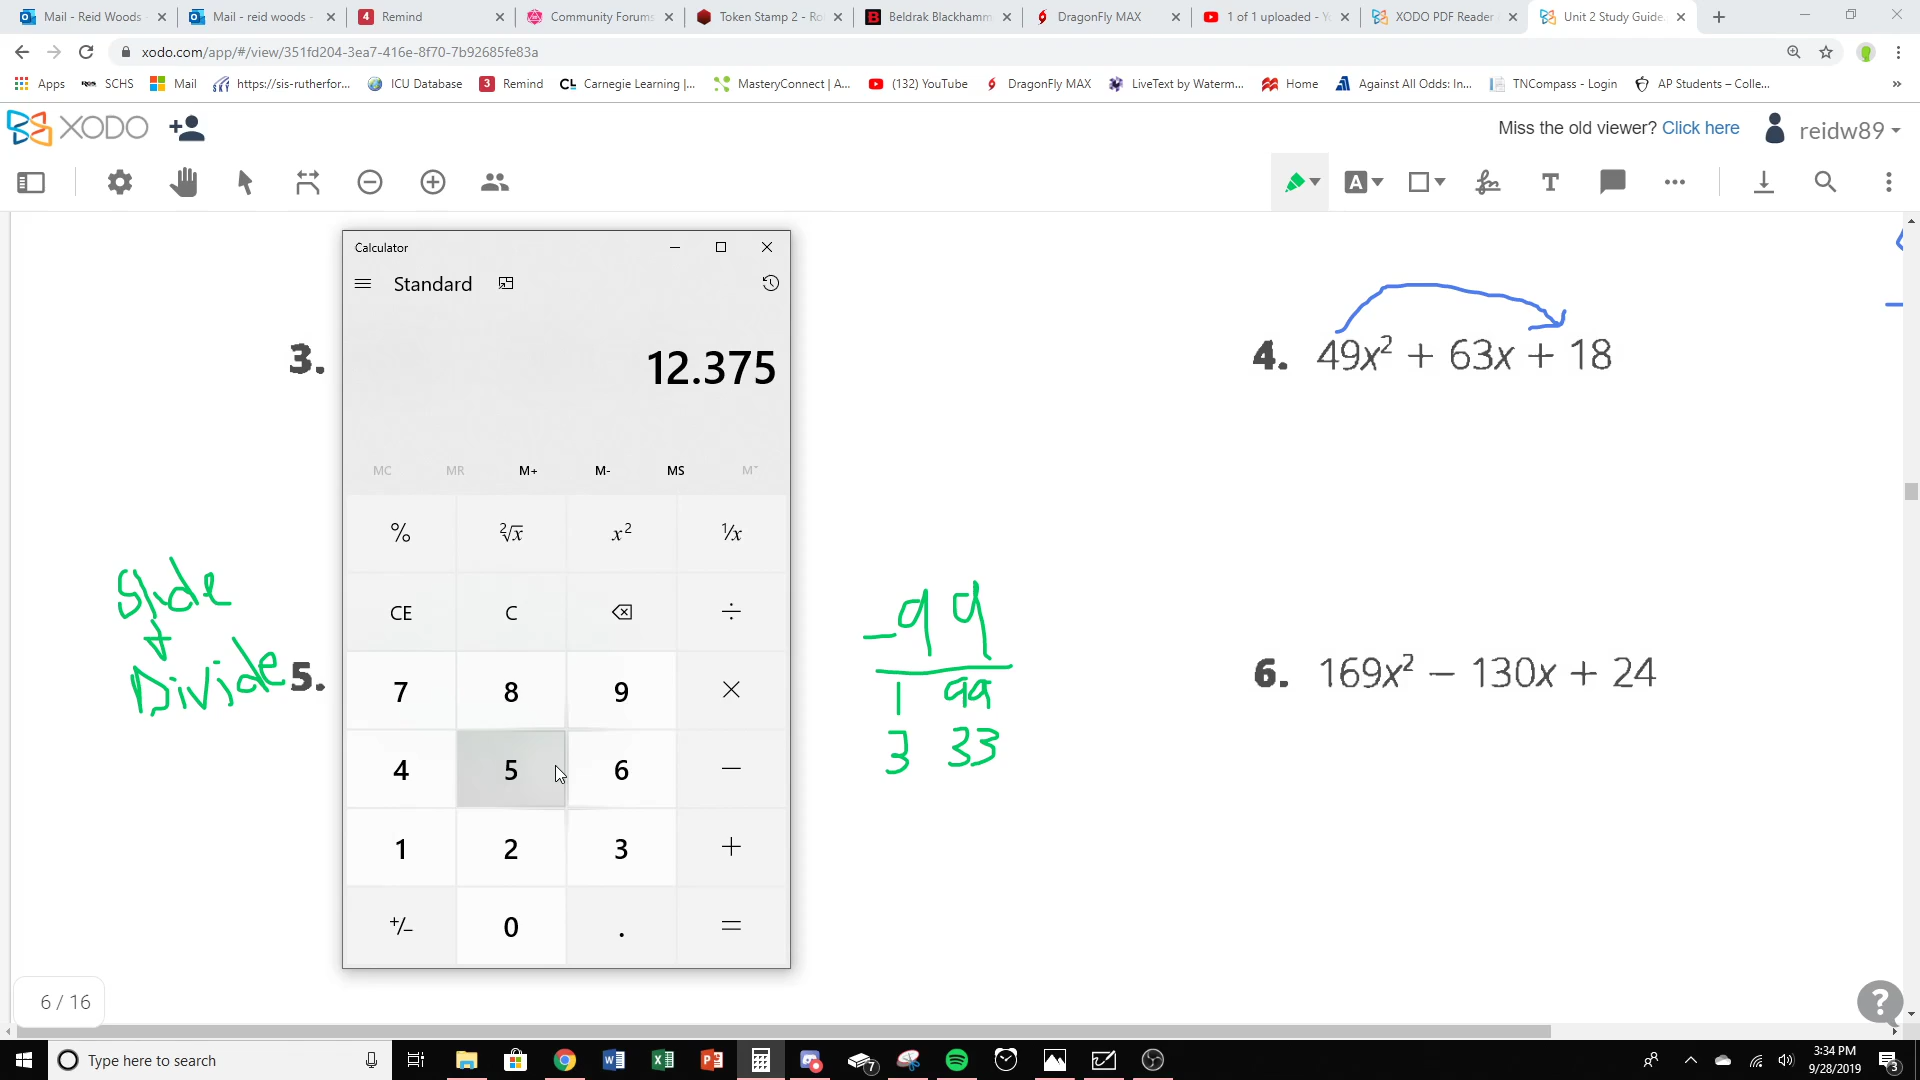 Mail - Reid Woods
Mail - reid woods -
Remind
Community Forums
Token Stamp 2 - Ro
Beldrak Blackhamm
DragonFly MAX
1 of 1 uploaded - Y
XODO PDF Reader
Unit 2 Study Guide
xodo.com/app/#/view/351fd204-3ea7-416e-8f70-7b92685fe83a
Apps
SCHS
Mail
https://sis-rutherfor...
ICU Database
Remind
Carnegie Learning |...
MasteryConnect | A...
(132) YouTube
DragonFly MAX
LiveText by Waterm...
Home
Against All Odds: In...
TNCompass - Login
AP Students – Colle...
XODO
Miss the old viewer? Click here
reidw89
Calculator
Standard
12.375
MC MR M+ M- MS M˅
% ²√x x² ¹/x
CE C ⌫ ÷
7 8 9 ×
4 5 6 −
1 2 3 +
+/− 0 . =
3.
4. 49x² + 63x + 18
Slide
+
Divide
5.
-99
1 99
3 33
6. 169x² − 130x + 24
6 / 16
Type here to search
7
3:34 PM
9/28/2019
3